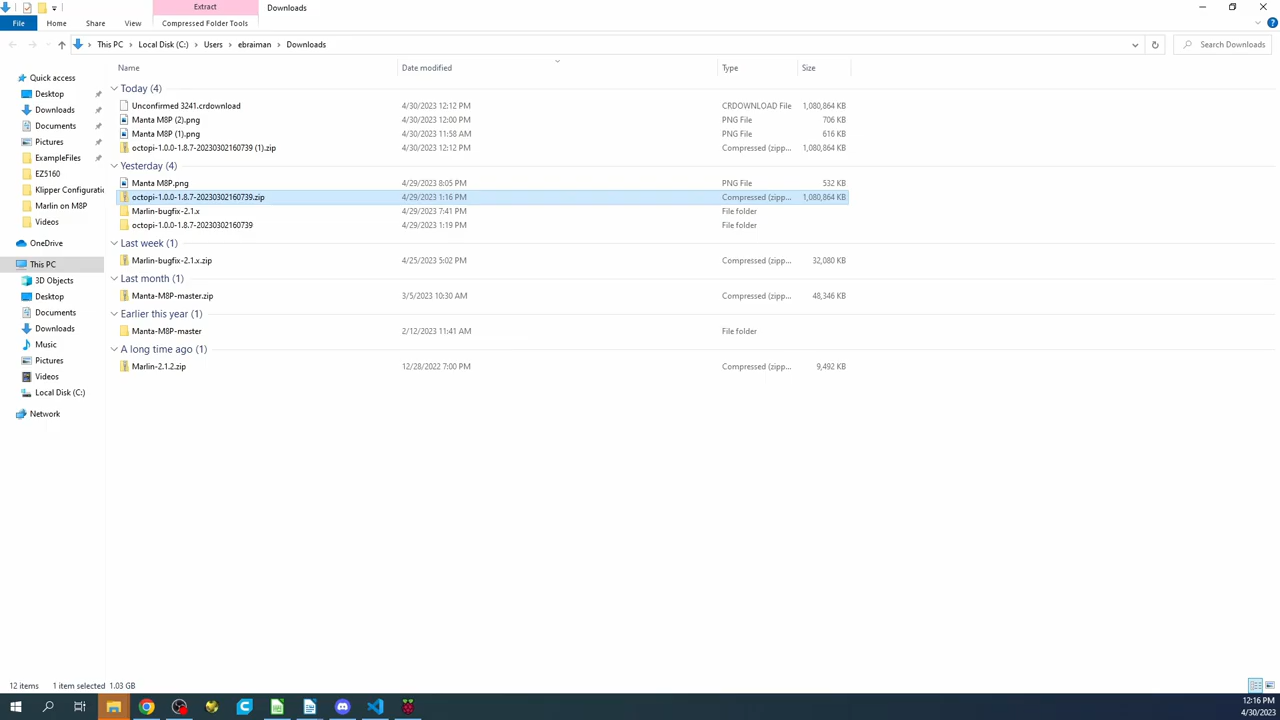 Extract
Downloads
File
Home
Share
View
Compressed Folder Tools
This PC
Local Disk (C:)
Users
ebraiman
Downloads
Search Downloads
Name
Date modified
Type
Size
Quick access
Desktop
Downloads
Documents
Pictures
ExampleFiles
EZ5160
Klipper Configuratic
Marlin on M8P
Videos
OneDrive
This PC
3D Objects
Desktop
Documents
Downloads
Music
Pictures
Videos
Local Disk (C:)
Network
Today (4)
Unconfirmed 3241.crdownload 4/30/2023 12:12 PM CRDOWNLOAD File 1,080,864 KB
Manta M8P (2).png 4/30/2023 12:00 PM PNG File 706 KB
Manta M8P (1).png 4/30/2023 11:58 AM PNG File 616 KB
octopi-1.0.0-1.8.7-20230302160739 (1).zip 4/30/2023 12:12 PM Compressed (zipp... 1,080,864 KB
Yesterday (4)
Manta M8P.png 4/29/2023 8:05 PM PNG File 532 KB
octopi-1.0.0-1.8.7-20230302160739.zip 4/29/2023 1:16 PM Compressed (zipp... 1,080,864 KB
Marlin-bugfix-2.1.x 4/29/2023 7:41 PM File folder
octopi-1.0.0-1.8.7-20230302160739 4/29/2023 1:19 PM File folder
Last week (1)
Marlin-bugfix-2.1.x.zip 4/25/2023 5:02 PM Compressed (zipp... 32,080 KB
Last month (1)
Manta-M8P-master.zip 3/5/2023 10:30 AM Compressed (zipp... 48,346 KB
Earlier this year (1)
Manta-M8P-master 2/12/2023 11:41 AM File folder
A long time ago (1)
Marlin-2.1.2.zip 12/28/2022 7:00 PM Compressed (zipp... 9,492 KB
12 items 1 item selected 1.03 GB
12:16 PM
4/30/2023